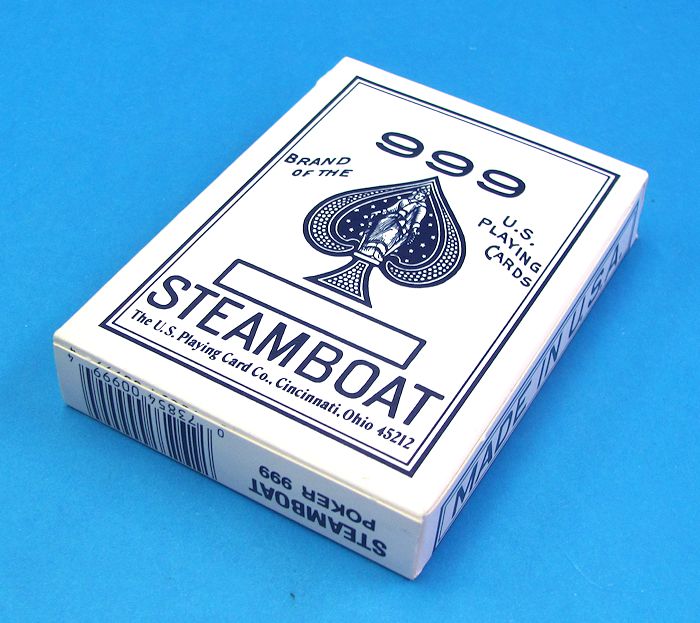 999
BRAND
OF THE
U.S.
PLAYING
CARDS
STEAMBOAT
The U.S. Playing Card Co., Cincinnati, Ohio 45212
MADE IN U.S.A.
0 73854 00999
STEAMBOAT
POKER 999